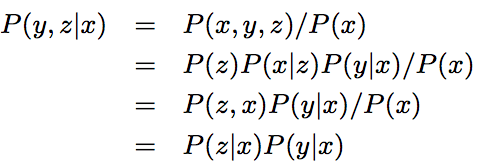 P(y, z|x) = P(x, y, z)/P(x)
= P(z)P(x|z)P(y|x)/P(x)
= P(z, x)P(y|x)/P(x)
= P(z|x)P(y|x)